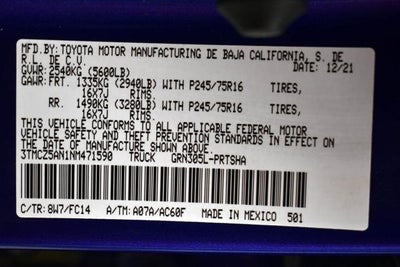 MFD.BY: TOYOTA MOTOR MANUFACTURING DE BAJA CALIFORNIA, S. DE
R.L. DE C.V. DATE: 12/21
GVWR: 2540KG (5600LB)
GAWR: FRT. 1335KG (2940LB) WITH P245/75R16 TIRES,
16X7J RIMS.
RR. 1490KG (3280LB) WITH P245/75R16 TIRES,
16X7J RIMS.
THIS VEHICLE CONFORMS TO ALL APPLICABLE FEDERAL MOTOR
VEHICLE SAFETY AND THEFT PREVENTION STANDARDS IN EFFECT ON
THE DATE OF MANUFACTURE SHOWN ABOVE.
3TMCZ5AN1NM471590 TRUCK GRN305L-PRTSHA
C/TR: 8W7/FC14 A/TM: A07A/AC60F MADE IN MEXICO 501